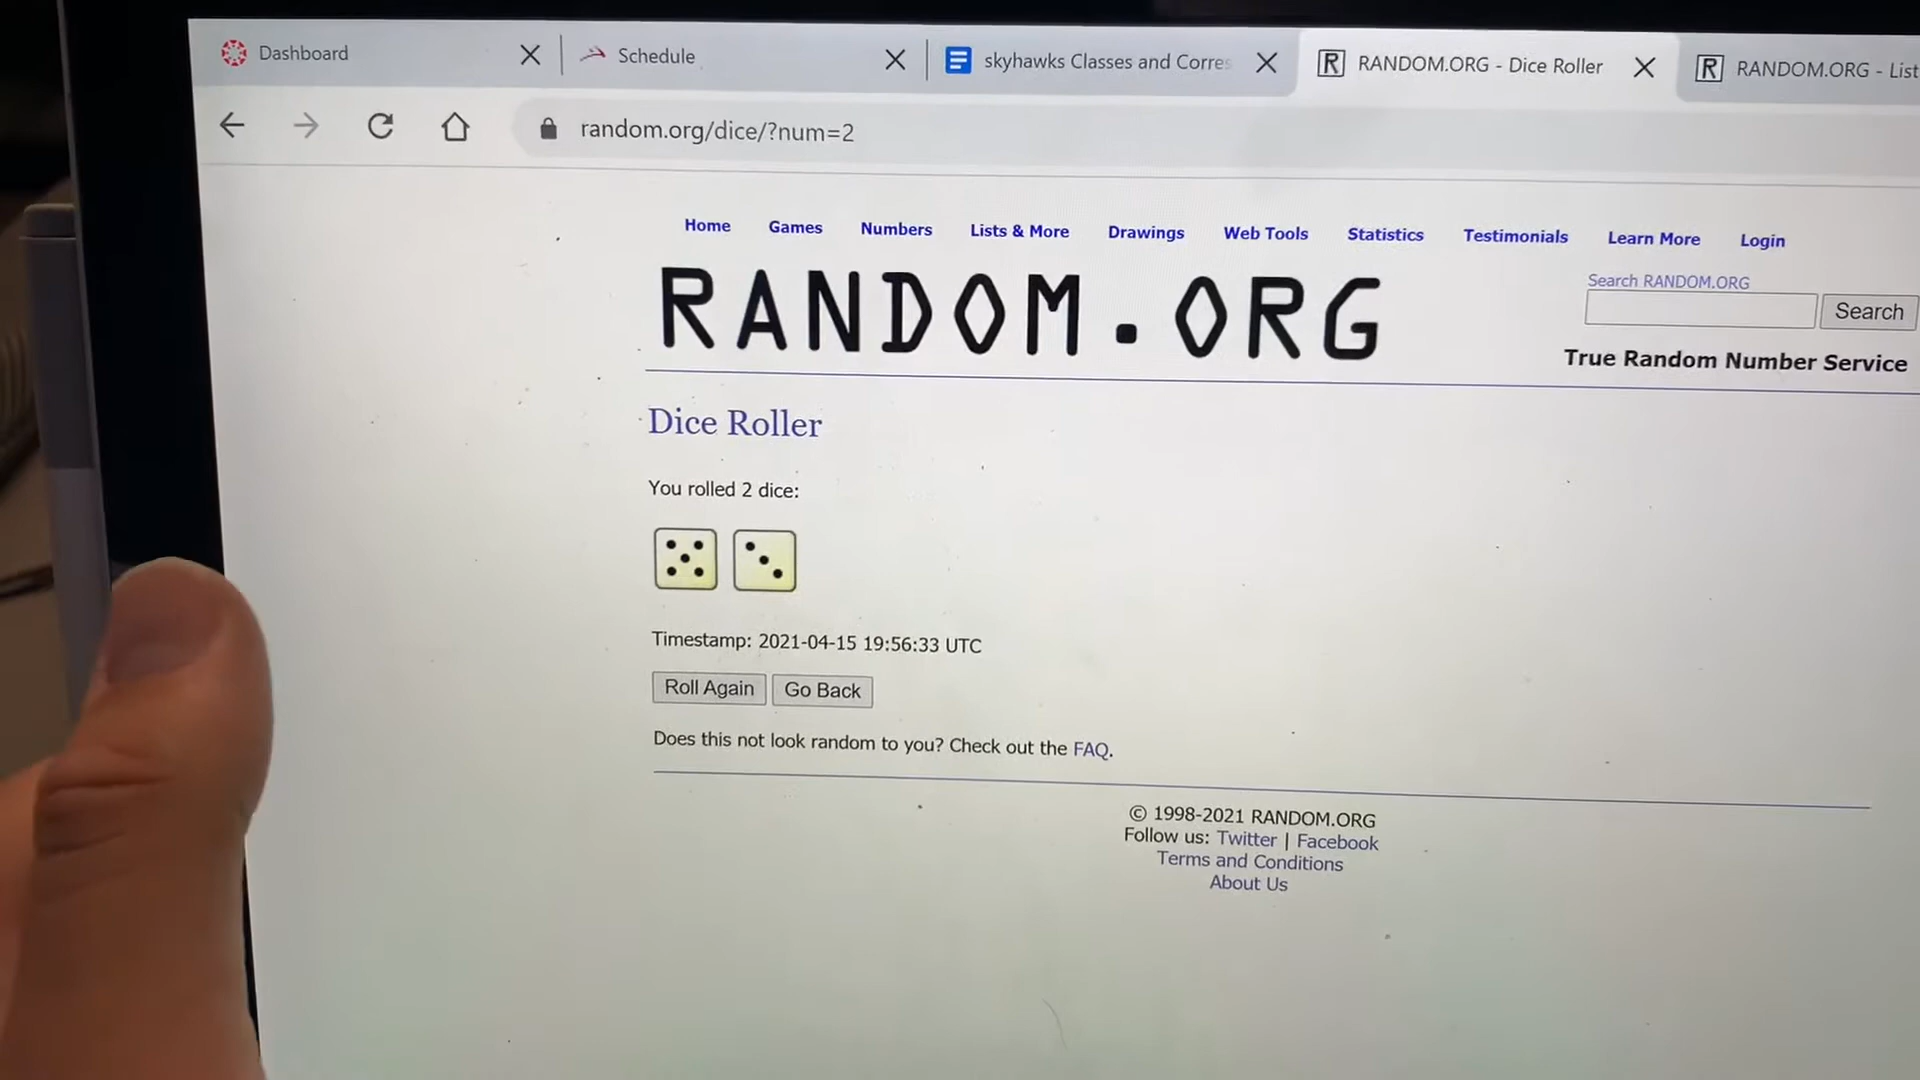 Dashboard
Schedule
skyhawks Classes and Corres
RANDOM.ORG - Dice Roller
RANDOM.ORG - List
random.org/dice/?num=2
Home Games Numbers Lists & More Drawings Web Tools Statistics Testimonials Learn More Login
RANDOM.ORG
Search RANDOM.ORG
Search
True Random Number Service
Dice Roller
You rolled 2 dice:
Timestamp: 2021-04-15 19:56:33 UTC
Roll Again Go Back
Does this not look random to you? Check out the FAQ.
© 1998-2021 RANDOM.ORG
Follow us: Twitter | Facebook
Terms and Conditions
About Us